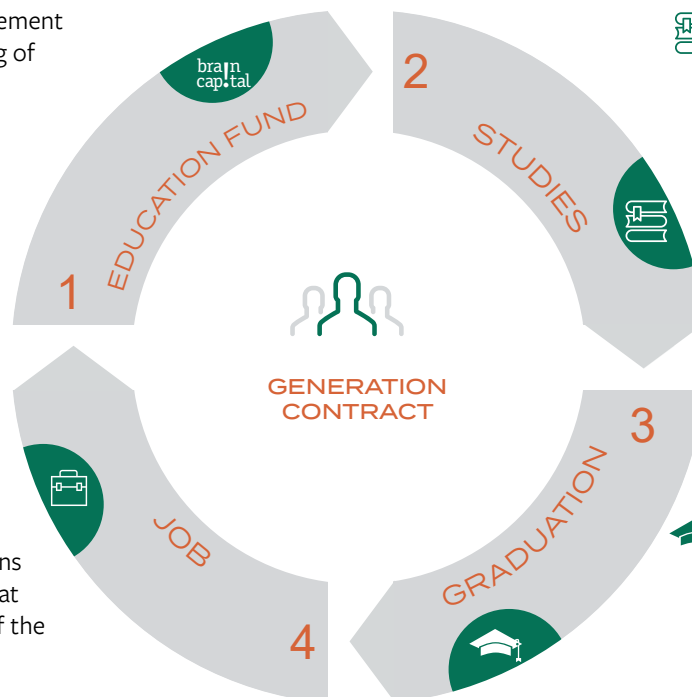 ement
g of
bra!n
cap!tal
1
EDUCATION FUND
2
STUDIES
GENERATION
CONTRACT
3
GRADUATION
4
JOB
ns
at
f the